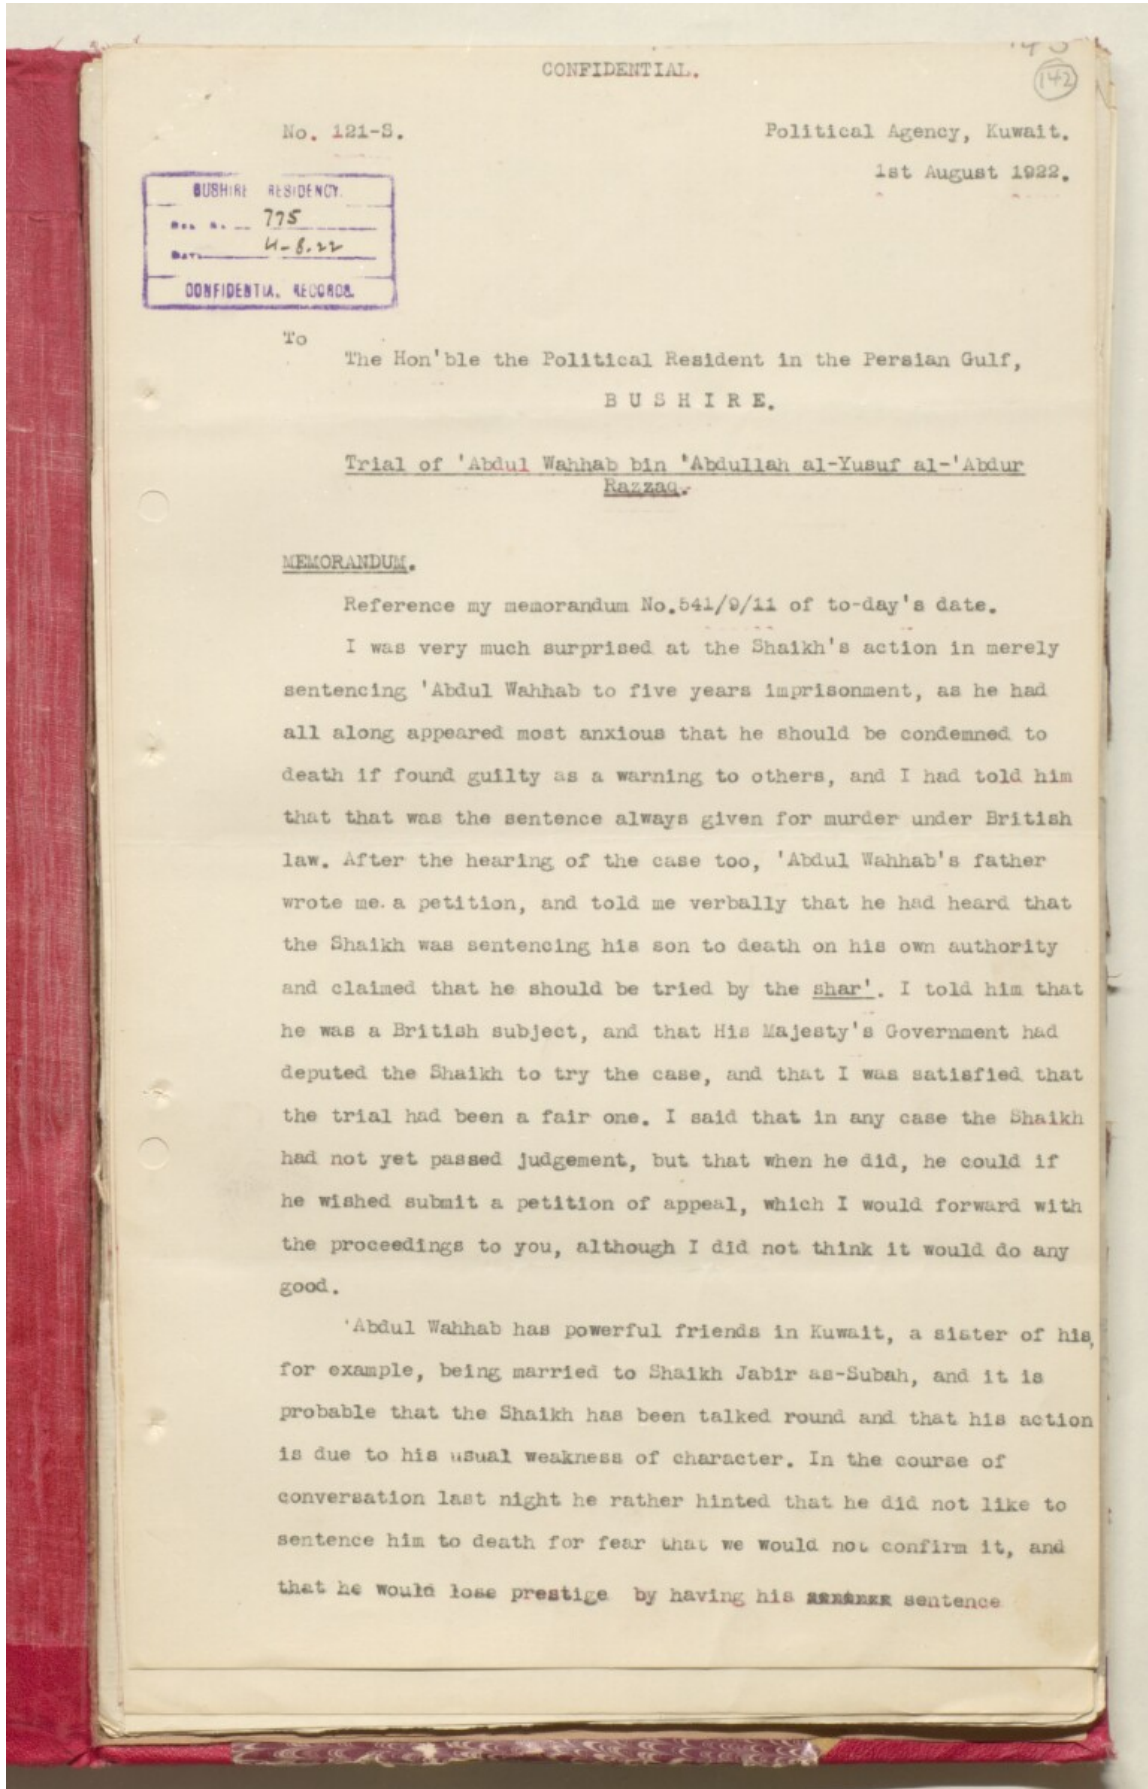 CONFIDENTIAL.
142
No. 121-S.
Political Agency, Kuwait.
1st August 1922.
BUSHIRE RESIDENCY.
775
DATE
CONFIDENTIAL RECORDS.
To
The Hon'ble the Political Resident in the Persian Gulf,
BUSHIRE.
Trial of 'Abdul Wahhab bin 'Abdullah al-Yusuf al-'Abdur
Razzaq.
MEMORANDUM.
Reference my memorandum No.541/9/11 of to-day's date.
I was very much surprised at the Shaikh's action in merely
sentencing 'Abdul Wahhab to five years imprisonment, as he had
all along appeared most anxious that he should be condemned to
death if found guilty as a warning to others, and I had told him
that that was the sentence always given for murder under British
law. After the hearing of the case too, 'Abdul Wahhab's father
wrote me a petition, and told me verbally that he had heard that
the Shaikh was sentencing his son to death on his own authority
and claimed that he should be tried by the shar'. I told him that
he was a British subject, and that His Majesty's Government had
deputed the Shaikh to try the case, and that I was satisfied that
the trial had been a fair one. I said that in any case the Shaikh
had not yet passed judgement, but that when he did, he could if
he wished submit a petition of appeal, which I would forward with
the proceedings to you, although I did not think it would do any
good.
'Abdul Wahhab has powerful friends in Kuwait, a sister of his,
for example, being married to Shaikh Jabir as-Subah, and it is
probable that the Shaikh has been talked round and that his action
is due to his usual weakness of character. In the course of
conversation last night he rather hinted that he did not like to
sentence him to death for fear that we would not confirm it, and
that he would lose prestige by having his sentence